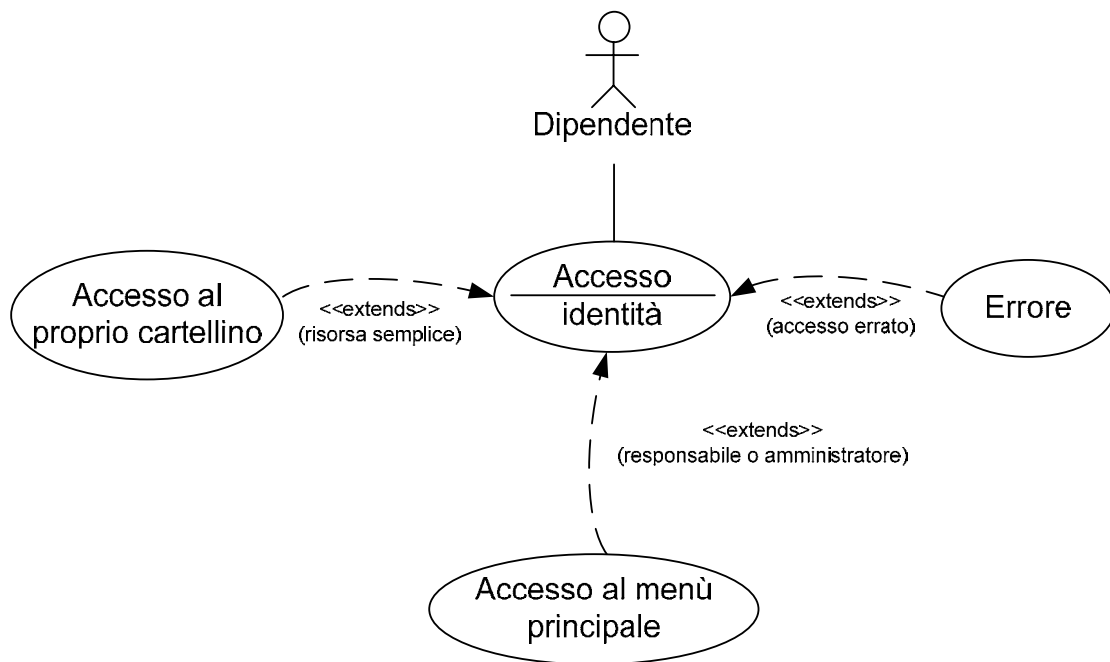 Dipendente
Accesso
identità
Accesso al
proprio cartellino
<<extends>>
(risorsa semplice)
<<extends>>
(accesso errato)
Errore
<<extends>>
(responsabile o amministratore)
Accesso al menù
principale